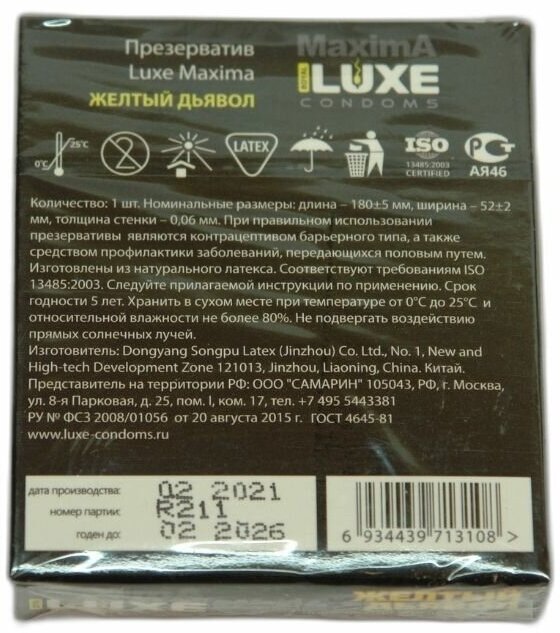 Презерватив
Luxe Maxima
ЖЕЛТЫЙ ДЬЯВОЛ
MaximA
ROYAL
LUXE
CONDOMS
0°C
25°C
LATEX
ISO
13485:2003
CERTIFIED
АЯ46
Количество: 1 шт. Номинальные размеры: длина – 180±5 мм, ширина – 52±2
мм, толщина стенки – 0,06 мм. При правильном использовании
презервативы являются контрацептивом барьерного типа, а также
средством профилактики заболеваний, передающихся половым путем.
Изготовлены из натурального латекса. Соответствуют требованиям ISO
13485:2003. Следуйте прилагаемой инструкции по применению. Срок
годности 5 лет. Хранить в сухом месте при температуре от 0°С до 25°С и
относительной влажности не более 80%. Не подвергать воздействию
прямых солнечных лучей.
Изготовитель: Dongyang Songpu Latex (Jinzhou) Co. Ltd., No. 1, New and
High-tech Development Zone 121013, Jinzhou, Liaoning, China. Китай.
Представитель на территории РФ: ООО "САМАРИН" 105043, РФ, г. Москва,
ул. 8-я Парковая, д. 25, пом. I, ком. 17, тел. +7 495 5443381
РУ № ФСЗ 2008/01056 от 20 августа 2015 г. ГОСТ 4645-81
www.luxe-condoms.ru
дата производства: 02 2021
номер партии: R211
годен до: 02 2026
6 934439 713108 >
LUXE
ЖЕЛТЫЙ